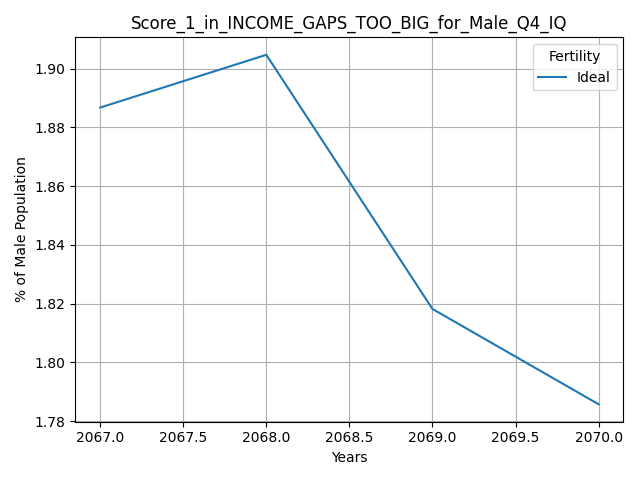 Score_1_in_INCOME_GAPS_TOO_BIG_for_Male_Q4_IQ
Fertility
Ideal
% of Male Population
1.90
1.88
1.86
1.84
1.82
1.80
1.78
2067.0 2067.5 2068.0 2068.5 2069.0 2069.5 2070.0
Years